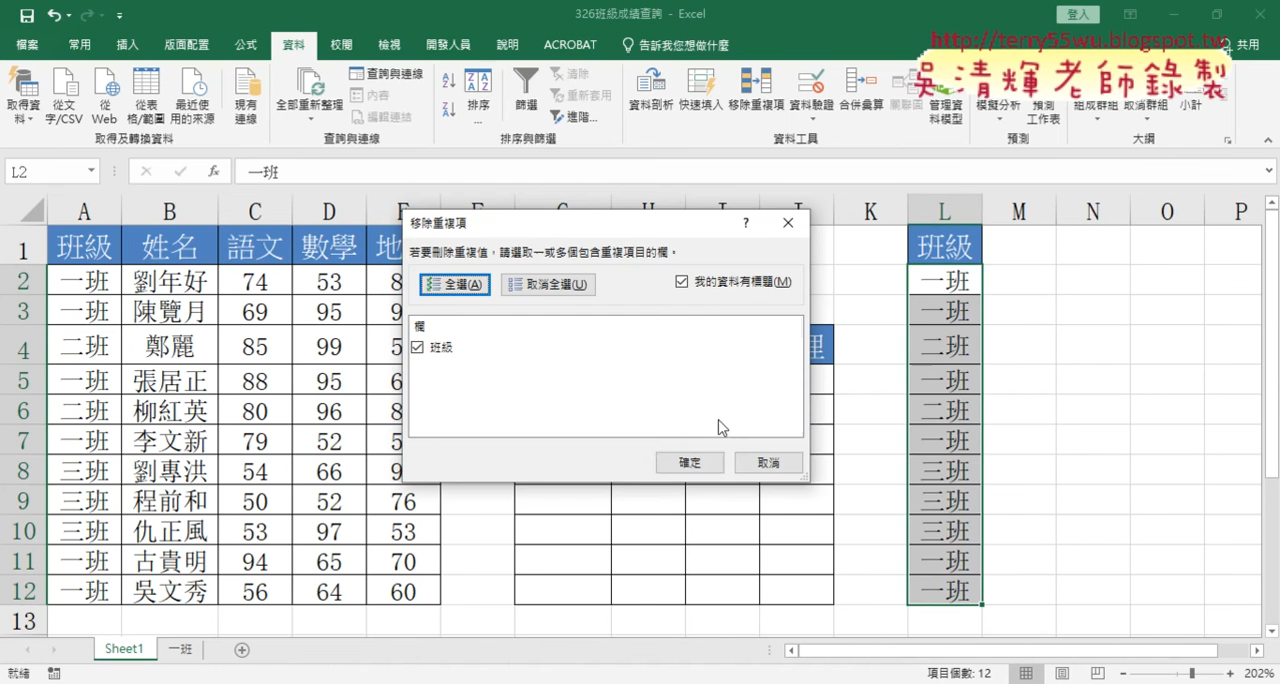 326班級成績查詢 - Excel
登入
檔案 常用 插入 版面配置 公式 資料 校閱 檢視 開發人員 說明 ACROBAT 告訴我您想做什麼 共用
http://terry55wu.blogspot.tw
吳清輝老師錄製
取得資料 從文字/CSV 從Web 從表格/範圍 最近使用的來源 現有連線
全部重新整理 查詢與連線 內容 編輯連結
排序... 篩選 清除 重新套用 進階...
資料剖析 快速填入 移除重複項 資料驗證 合併彙算 關聯圖 管理資料模型
模擬分析 預測工作表 組成群組 取消群組 小計
取得及轉換資料 查詢與連線 排序與篩選 資料工具 預測 大綱
L2 fx 一班
A B C D E F G H I J K L M N O P
1 班級 姓名 語文 數學 地 班級
2 一班 劉年好 74 53 8 一班
3 一班 陳覽月 69 95 9 一班
4 二班 鄭麗 85 99 5 理 二班
5 一班 張居正 88 95 6 一班
6 二班 柳紅英 80 96 8 二班
7 一班 李文新 79 52 5 一班
8 三班 劉專洪 54 66 9 三班
9 三班 程前和 50 52 76 三班
10 三班 仇正風 53 97 53 三班
11 一班 古貴明 94 65 70 一班
12 一班 吳文秀 56 64 60 一班
13
移除重複項 ?
若要刪除重複值，請選取一或多個包含重複項目的欄。
全選(A) 取消全選(U) 我的資料有標題(M)
欄
班級
確定 取消
Sheet1 一班
就緒 項目個數: 12 202%